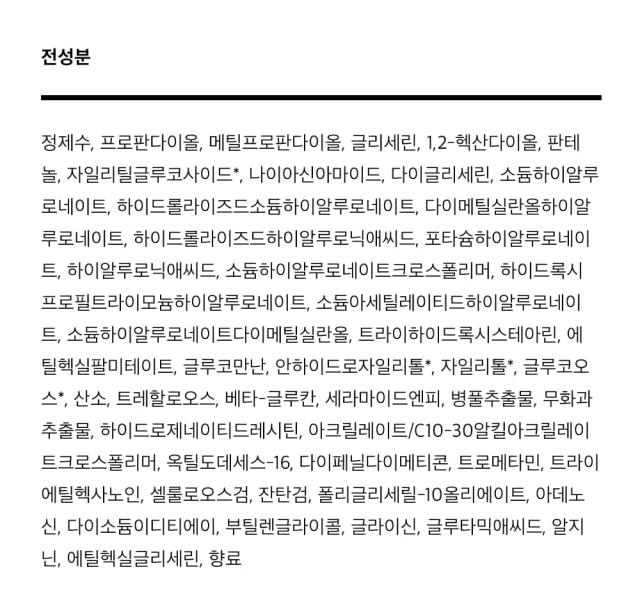 전성분
정제수, 프로판다이올, 메틸프로판다이올, 글리세린, 1,2-헥산다이올, 판테
놀, 자일리틸글루코사이드*, 나이아신아마이드, 다이글리세린, 소듐하이알루
로네이트, 하이드롤라이즈드소듐하이알루로네이트, 다이메틸실란올하이알
루로네이트, 하이드롤라이즈드하이알루로닉애씨드, 포타슘하이알루로네이
트, 하이알루로닉애씨드, 소듐하이알루로네이트크로스폴리머, 하이드록시
프로필트라이모늄하이알루로네이트, 소듐아세틸레이티드하이알루로네이
트, 소듐하이알루로네이트다이메틸실란올, 트라이하이드록시스테아린, 에
틸헥실팔미테이트, 글루코만난, 안하이드로자일리톨*, 자일리톨*, 글루코오
스*, 산소, 트레할로오스, 베타-글루칸, 세라마이드엔피, 병풀추출물, 무화과
추출물, 하이드로제네이티드레시틴, 아크릴레이트/C10-30알킬아크릴레이
트크로스폴리머, 옥틸도데세스-16, 다이페닐다이메티콘, 트로메타민, 트라이
에틸헥사노인, 셀룰로오스검, 잔탄검, 폴리글리세릴-10올리에이트, 아데노
신, 다이소듐이디티에이, 부틸렌글라이콜, 글라이신, 글루타믹애씨드, 알지
닌, 에틸헥실글리세린, 향료